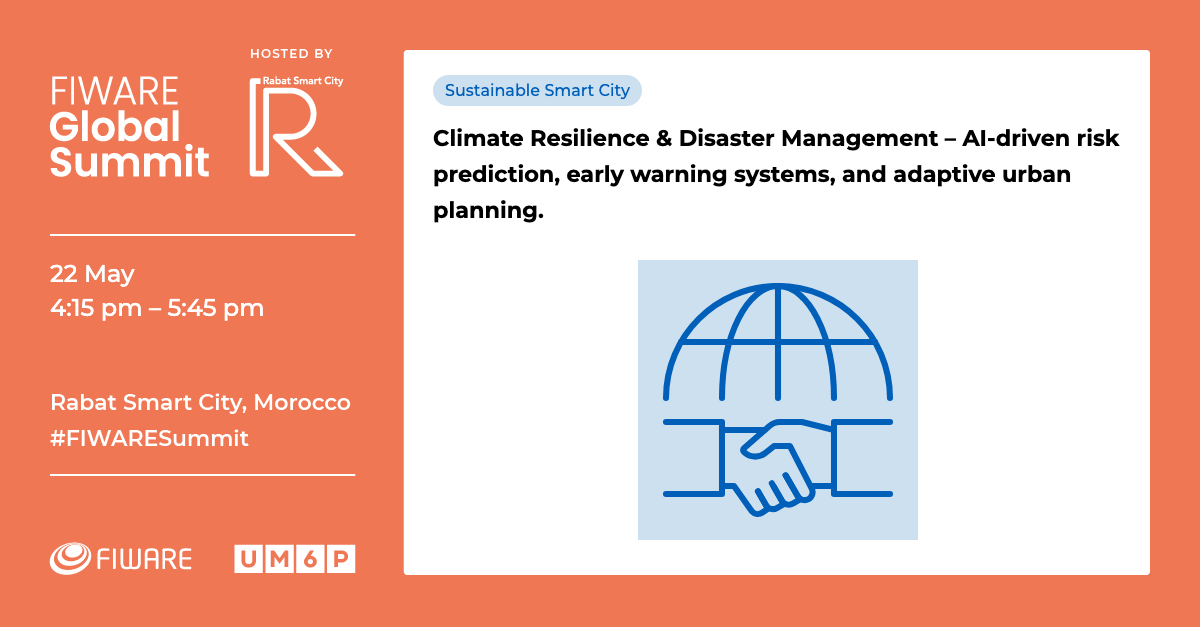 HOSTED BY
FIWARE
Global
Summit
Rabat Smart City
R
22 May
4:15 pm – 5:45 pm
Rabat Smart City, Morocco
#FIWARESummit
FIWARE
UM6P
Sustainable Smart City
Climate Resilience & Disaster Management – AI-driven risk
prediction, early warning systems, and adaptive urban
planning.